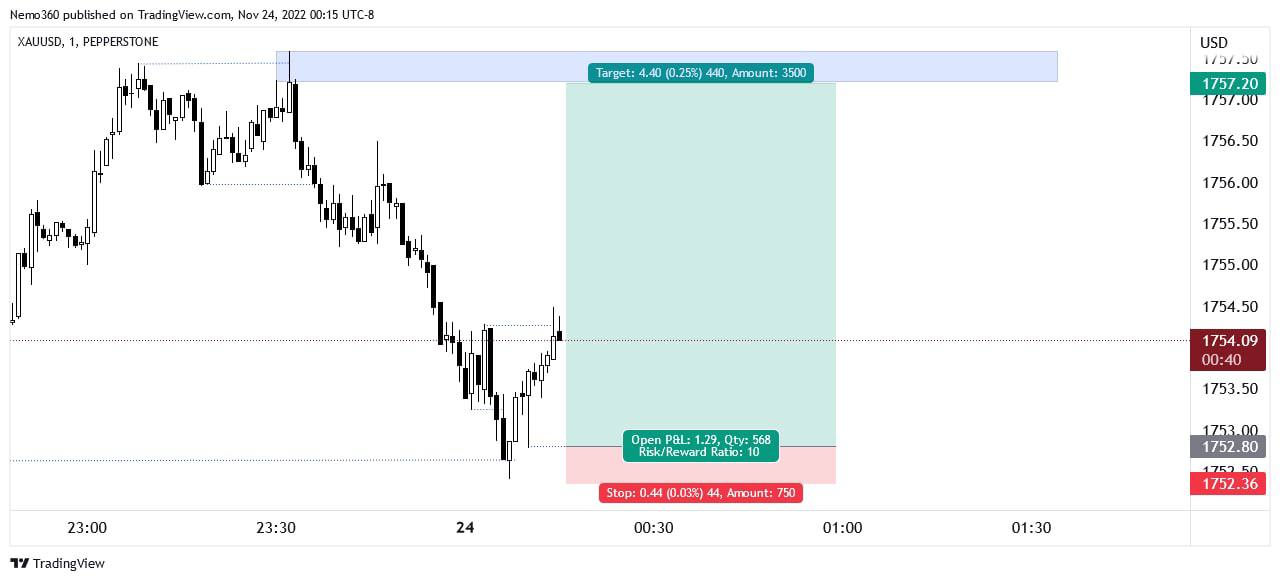 Nemo360 published on TradingView.com, Nov 24, 2022 00:15 UTC-8
XAUUSD, 1, PEPPERSTONE
USD
1757.50
Target: 4.40 (0.25%) 440, Amount: 3500
1757.20
1757.00
1756.50
1756.00
1755.50
1755.00
1754.50
1754.09
00:40
1753.50
1753.00
Open P&L: 1.29, Qty: 568
Risk/Reward Ratio: 10
1752.80
1752.50
1752.36
Stop: 0.44 (0.03%) 44, Amount: 750
23:00 23:30 24 00:30 01:00 01:30
TradingView